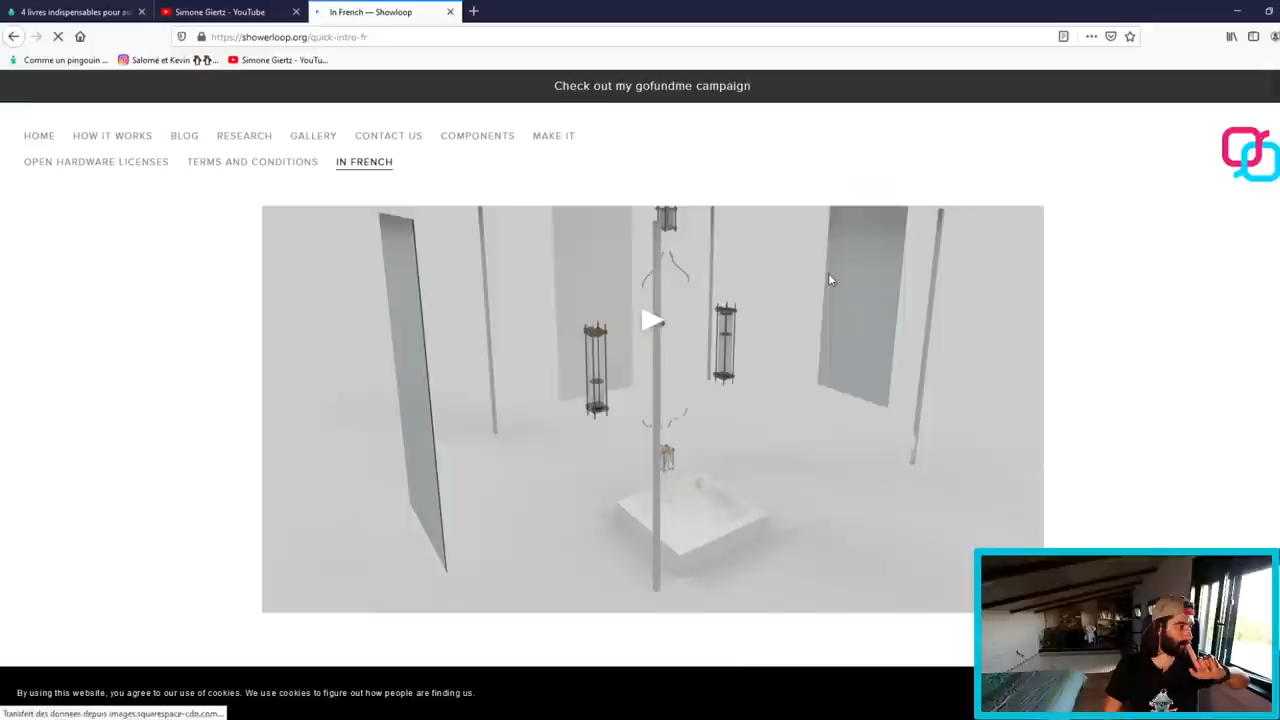 4 livres indispensables pour au
Simone Giertz - YouTube
In French — Showloop
https://showerloop.org/quick-intro-fr
Comme un pingouin ...
Salomé et Kevin
Simone Giertz - YouTu...
Check out my gofundme campaign
HOME HOW IT WORKS BLOG RESEARCH GALLERY CONTACT US COMPONENTS MAKE IT
OPEN HARDWARE LICENSES TERMS AND CONDITIONS IN FRENCH
By using this website, you agree to our use of cookies. We use cookies to figure out how people are finding us.
Transfert des données depuis images.squarespace-cdn.com...